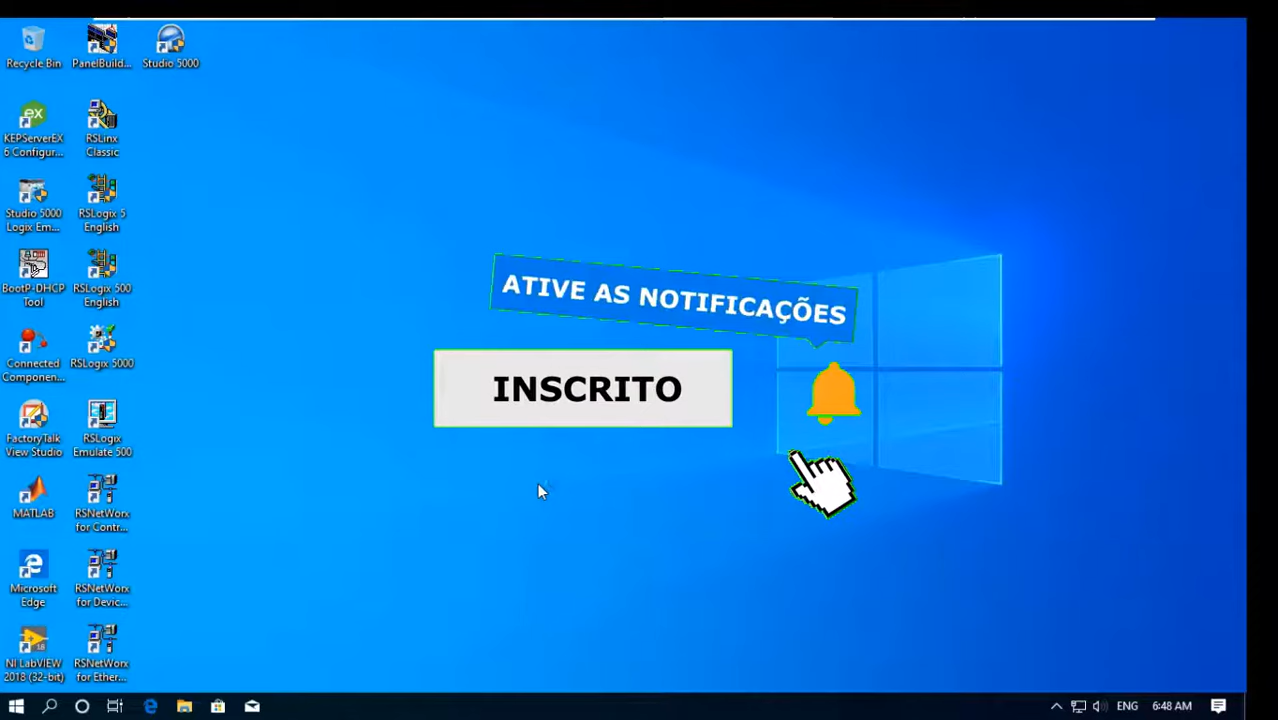 Recycle Bin
PanelBuild...
Studio 5000
KEPServerEX
6 Configur...
RSLinx
Classic
Studio 5000
Logix Em...
RSLogix 5
English
BootP-DHCP
Tool
RSLogix 500
English
Connected
Componen...
RSLogix 5000
FactoryTalk
View Studio
RSLogix
Emulate 500
MATLAB
RSNetWorx
for Contr...
Microsoft
Edge
RSNetWorx
for Devic...
NI LabVIEW
2018 (32-bit)
RSNetWorx
for Ether...
ATIVE AS NOTIFICAÇÕES
INSCRITO
ENG
6:48 AM